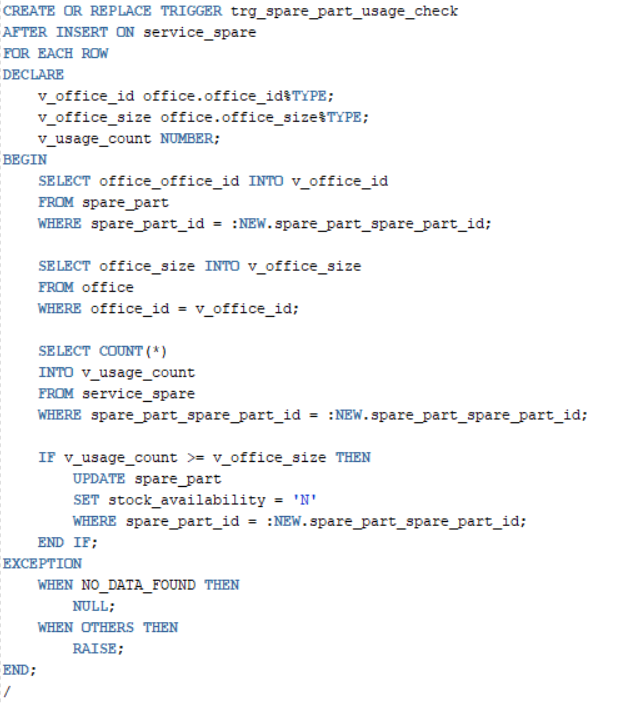 CREATE OR REPLACE TRIGGER trg_spare_part_usage_check
AFTER INSERT ON service_spare
FOR EACH ROW
DECLARE
    v_office_id office.office_id%TYPE;
    v_office_size office.office_size%TYPE;
    v_usage_count NUMBER;
BEGIN
    SELECT office_office_id INTO v_office_id
    FROM spare_part
    WHERE spare_part_id = :NEW.spare_part_spare_part_id;

    SELECT office_size INTO v_office_size
    FROM office
    WHERE office_id = v_office_id;

    SELECT COUNT(*)
    INTO v_usage_count
    FROM service_spare
    WHERE spare_part_spare_part_id = :NEW.spare_part_spare_part_id;

    IF v_usage_count >= v_office_size THEN
        UPDATE spare_part
        SET stock_availability = 'N'
        WHERE spare_part_id = :NEW.spare_part_spare_part_id;
    END IF;
EXCEPTION
    WHEN NO_DATA_FOUND THEN
        NULL;
    WHEN OTHERS THEN
        RAISE;
END;
/